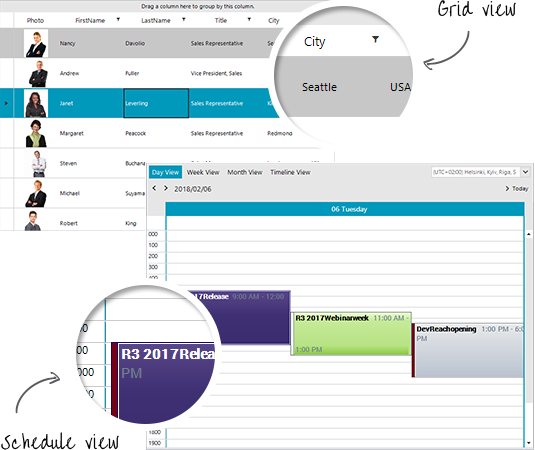 Drag a column here to group by this column.
Grid view
Photo FirstName LastName Title City
City
Nancy Davolio Sales Representative
Seattle USA
Andrew Fuller Vice President, Sales
Janet Leverling Sales Representative
Margaret Peacock Sales Representative Redmond
Steven
Michael Suyama
Robert King
Day View Week View Month View Timeline View (UTC+02:00) Helsinki, Kyiv, Riga, S
2018/02/06 Today
06 Tuesday
000
100
200
300
2017Release 9:00 AM - 12:00
R3 2017Webinarweek 11:00 AM -
1:00 PM
DevReachopening 1:00 PM - 6:0
PM
R3 2017Relea
PM
Schedule view
1600
1700
1800
1900